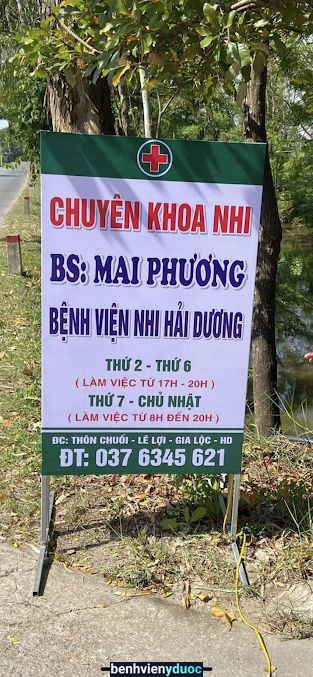 CHUYÊN KHOA NHI
BS: MAI PHƯƠNG
BỆNH VIỆN NHI HẢI DƯƠNG
THỨ 2 - THỨ 6
( LÀM VIỆC TỪ 17H - 20H )
THỨ 7 - CHỦ NHẬT
( LÀM VIỆC TỪ 8H ĐẾN 20H )
ĐC: THÔN CHUỐI - LÊ LỢI - GIA LỘC - HD
ĐT: 037 6345 621
benhvienyduoc